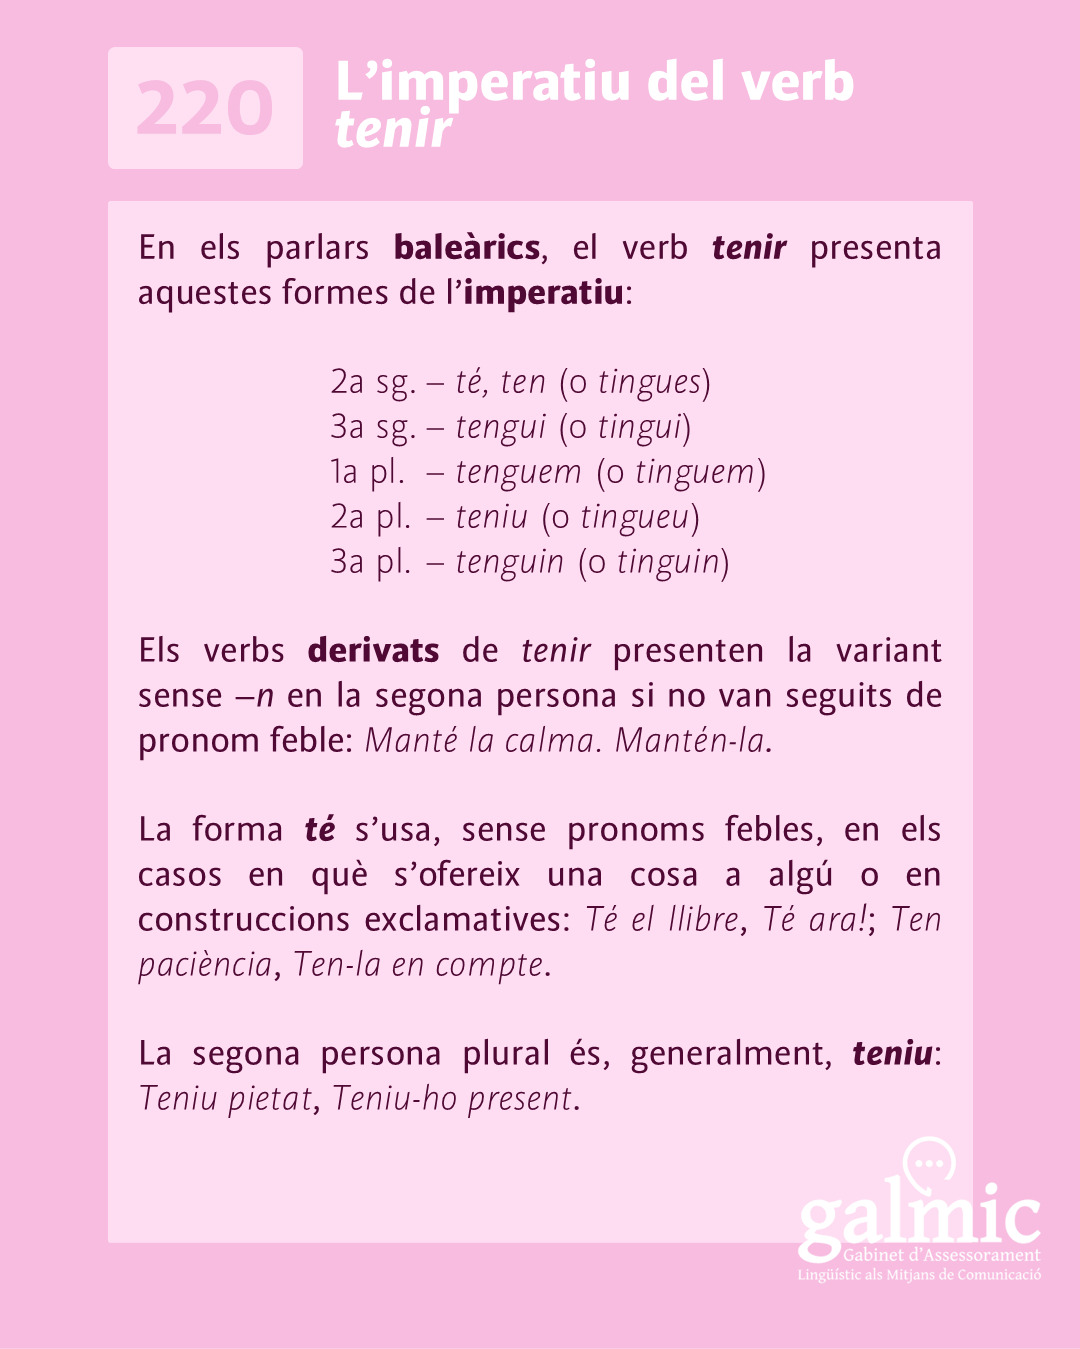 220
L’imperatiu del verb
tenir
En els parlars baleàrics, el verb tenir presenta
aquestes formes de l’imperatiu:
2a sg. – té, ten (o tingues)
3a sg. – tengui (o tingui)
1a pl. – tenguem (o tinguem)
2a pl. – teniu (o tingueu)
3a pl. – tenguin (o tinguin)
Els verbs derivats de tenir presenten la variant
sense –n en la segona persona si no van seguits de
pronom feble: Manté la calma. Mantén-la.
La forma té s’usa, sense pronoms febles, en els
casos en què s’ofereix una cosa a algú o en
construccions exclamatives: Té el llibre, Té ara!; Ten
paciència, Ten-la en compte.
La segona persona plural és, generalment, teniu:
Teniu pietat, Teniu-ho present.
galmic
Gabinet d’Assessorament
Lingüístic als Mitjans de Comunicació